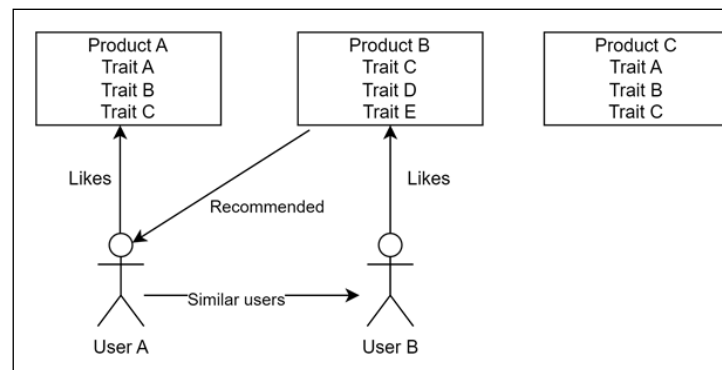 Product A
Trait A
Trait B
Trait C
Product B
Trait C
Trait D
Trait E
Product C
Trait A
Trait B
Trait C
Likes
Likes
Recommended
Similar users
User A
User B